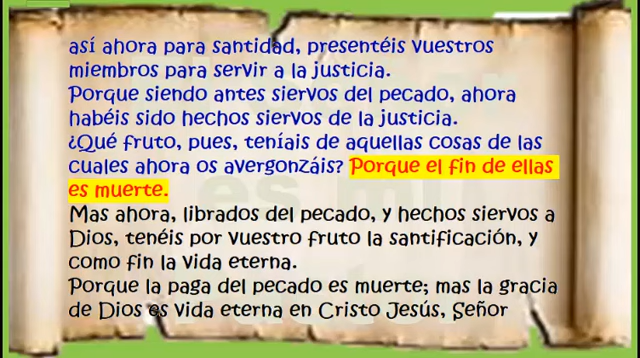 así ahora para santidad, presentéis vuestros
miembros para servir a la justicia.
Porque siendo antes siervos del pecado, ahora
habéis sido hechos siervos de la justicia.
¿Qué fruto, pues, teníais de aquellas cosas de las
cuales ahora os avergonzáis? Porque el fin de ellas
es muerte.
Mas ahora, librados del pecado, y hechos siervos a
Dios, tenéis por vuestro fruto la santificación, y
como fin la vida eterna.
Porque la paga del pecado es muerte; mas la gracia
de Dios es vida eterna en Cristo Jesús, Señor